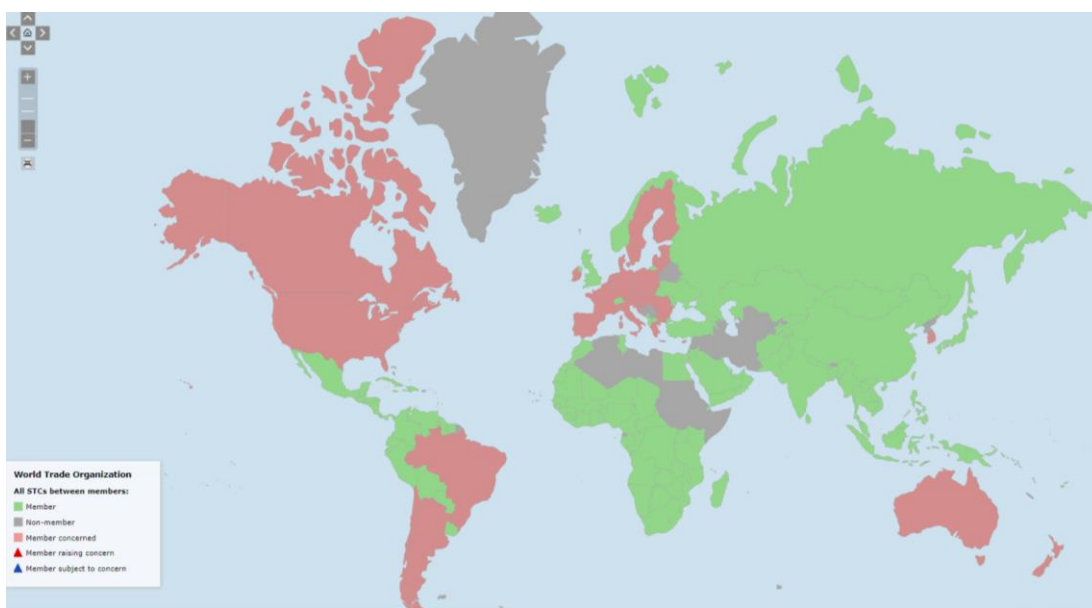 World Trade Organization
All STCs between members:
Member
Non-member
Member concerned
Member raising concern
Member subject to concern